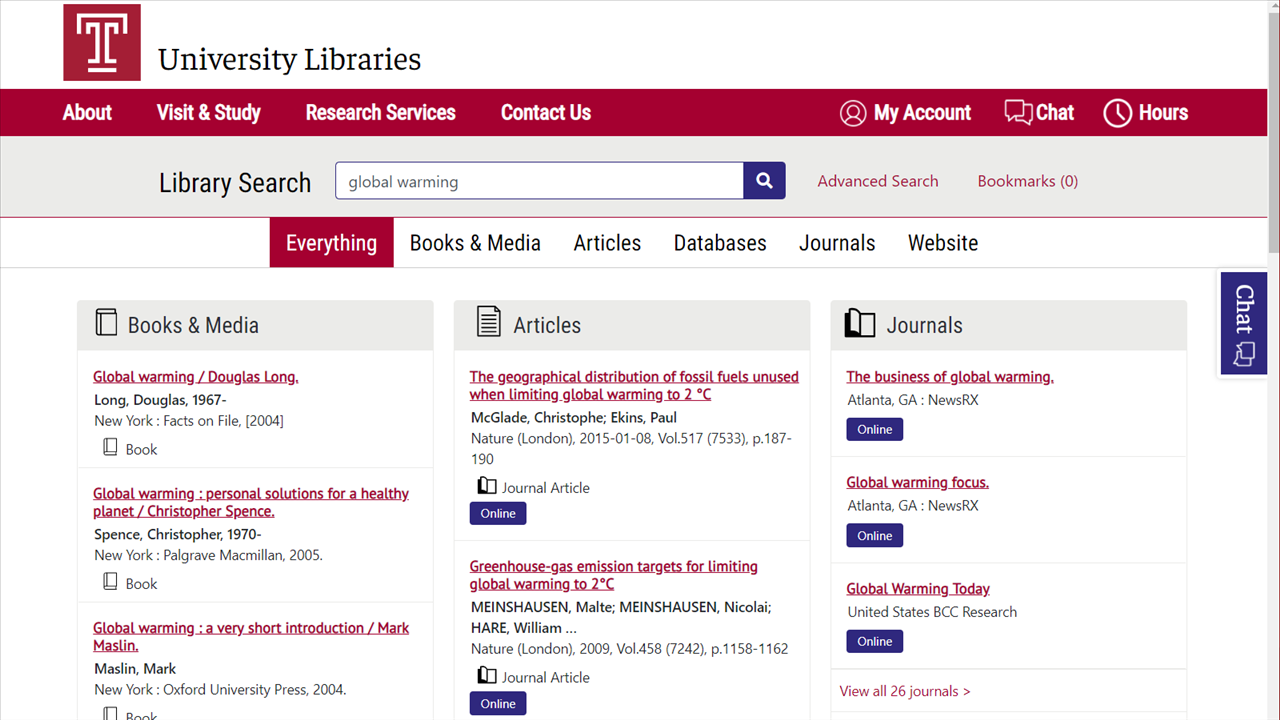 T
University Libraries
About Visit & Study Research Services Contact Us My Account Chat Hours
Library Search global warming Advanced Search Bookmarks (0)
Everything Books & Media Articles Databases Journals Website
Chat
Books & Media
Global warming / Douglas Long.
Long, Douglas, 1967-
New York : Facts on File, [2004]
Book
Global warming : personal solutions for a healthy
planet / Christopher Spence.
Spence, Christopher, 1970-
New York : Palgrave Macmillan, 2005.
Book
Global warming : a very short introduction / Mark
Maslin.
Maslin, Mark
New York : Oxford University Press, 2004.
Book
Articles
The geographical distribution of fossil fuels unused
when limiting global warming to 2 °C
McGlade, Christophe; Ekins, Paul
Nature (London), 2015-01-08, Vol.517 (7533), p.187-
190
Journal Article
Online
Greenhouse-gas emission targets for limiting
global warming to 2°C
MEINSHAUSEN, Malte; MEINSHAUSEN, Nicolai;
HARE, William ...
Nature (London), 2009, Vol.458 (7242), p.1158-1162
Journal Article
Online
Journals
The business of global warming.
Atlanta, GA : NewsRX
Online
Global warming focus.
Atlanta, GA : NewsRX
Online
Global Warming Today
United States BCC Research
Online
View all 26 journals >